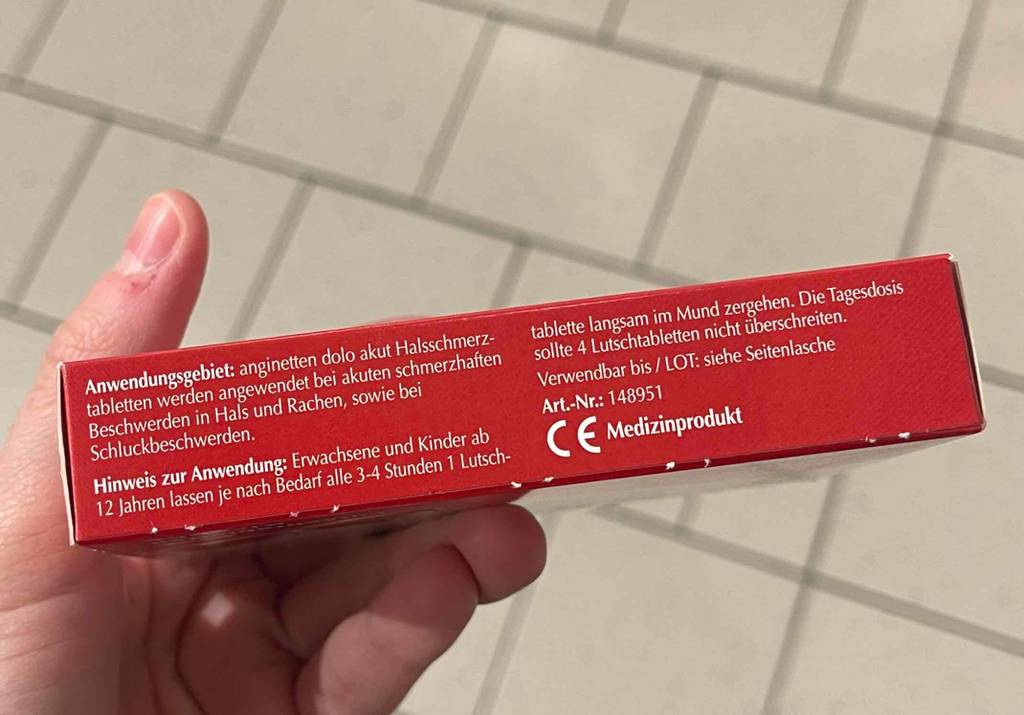 Anwendungsgebiet: anginetten dolo akut Halsschmerz-
tabletten werden angewendet bei akuten schmerzhaften
Beschwerden in Hals und Rachen, sowie bei
Schluckbeschwerden.
Hinweis zur Anwendung: Erwachsene und Kinder ab
12 Jahren lassen je nach Bedarf alle 3-4 Stunden 1 Lutsch-
tablette langsam im Mund zergehen. Die Tagesdosis
sollte 4 Lutschtabletten nicht überschreiten.
Verwendbar bis / LOT: siehe Seitenlasche
Art.-Nr.: 148951
CE Medizinprodukt